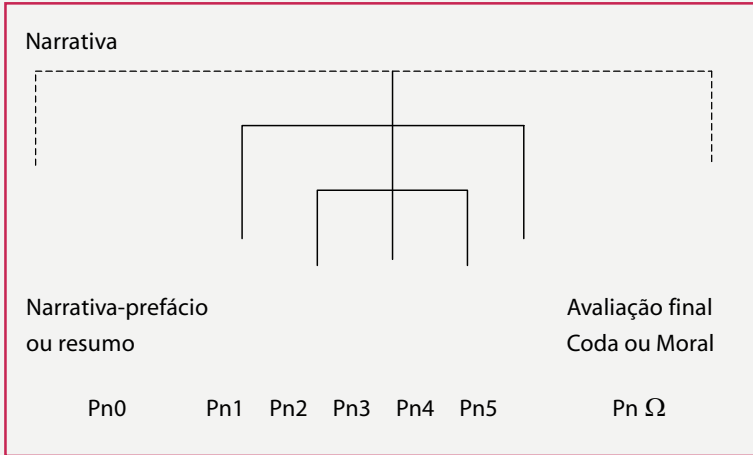 Narrativa
Narrativa-prefácio
ou resumo
Avaliação final
Coda ou Moral
Pn0 Pn1 Pn2 Pn3 Pn4 Pn5 Pn Ω